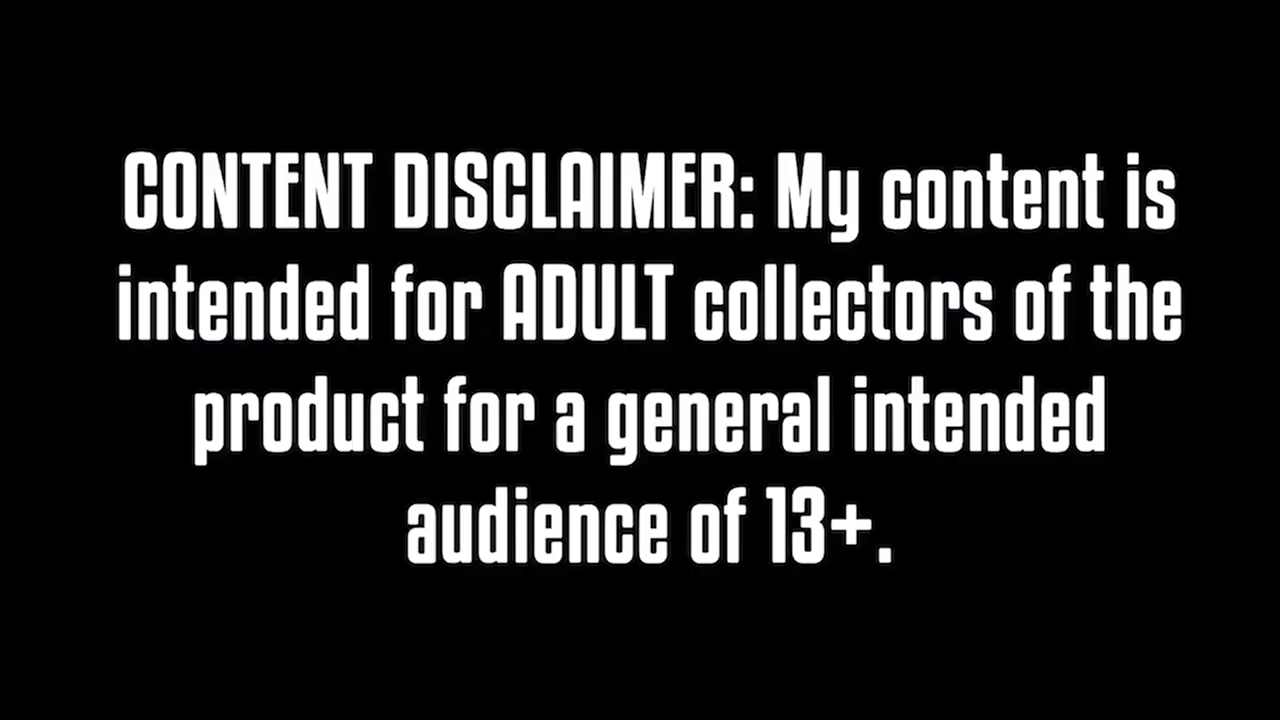 CONTENT DISCLAIMER: My content is
intended for ADULT collectors of the
product for a general intended
audience of 13+.